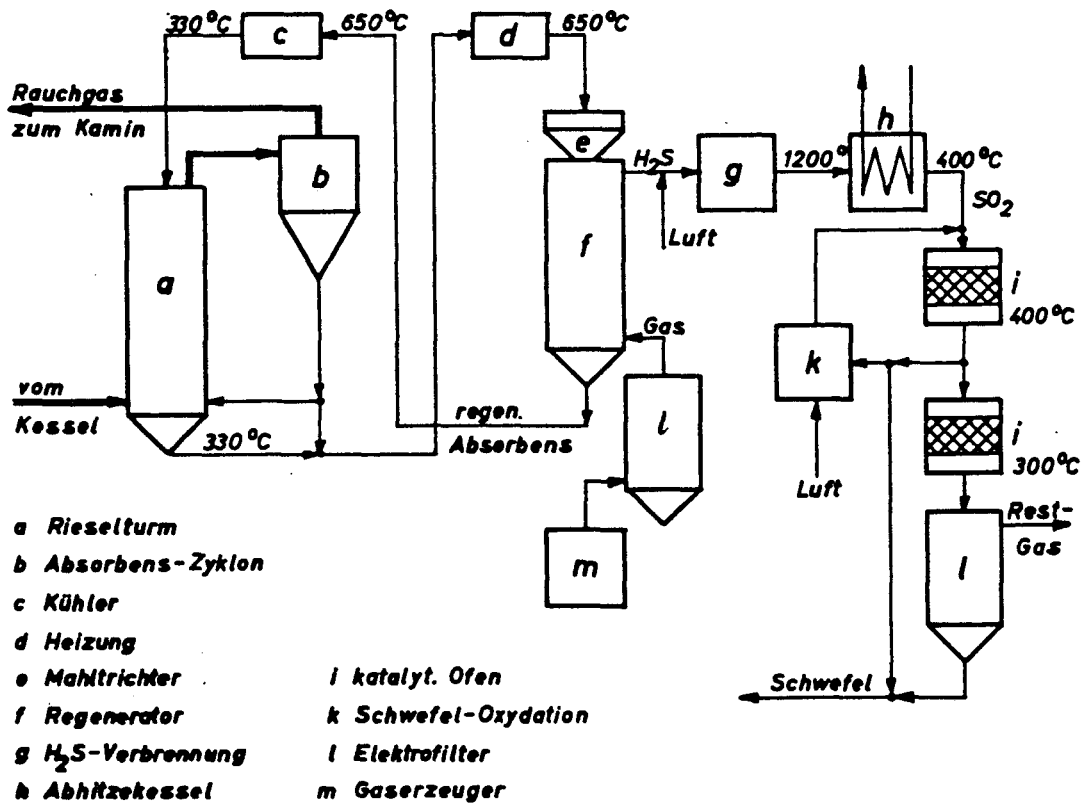 330°C
c
650°C
d
650°C
Rauchgas
zum Kamin
b
e
H2S
g
1200°
h
400°C
SO2
Luft
a
f
i
400°C
Gas
k
vom
Kessel
330°C
regen.
Absorbens
l
i
300°C
Luft
Rest-
Gas
m
l
Schwefel
a Rieselturm
b Absorbens-Zyklon
c Kühler
d Heizung
e Mahltrichter
f Regenerator
g H2S-Verbrennung
h Abhitzekessel
i katalyt. Ofen
k Schwefel-Oxydation
l Elektrofilter
m Gaserzeuger